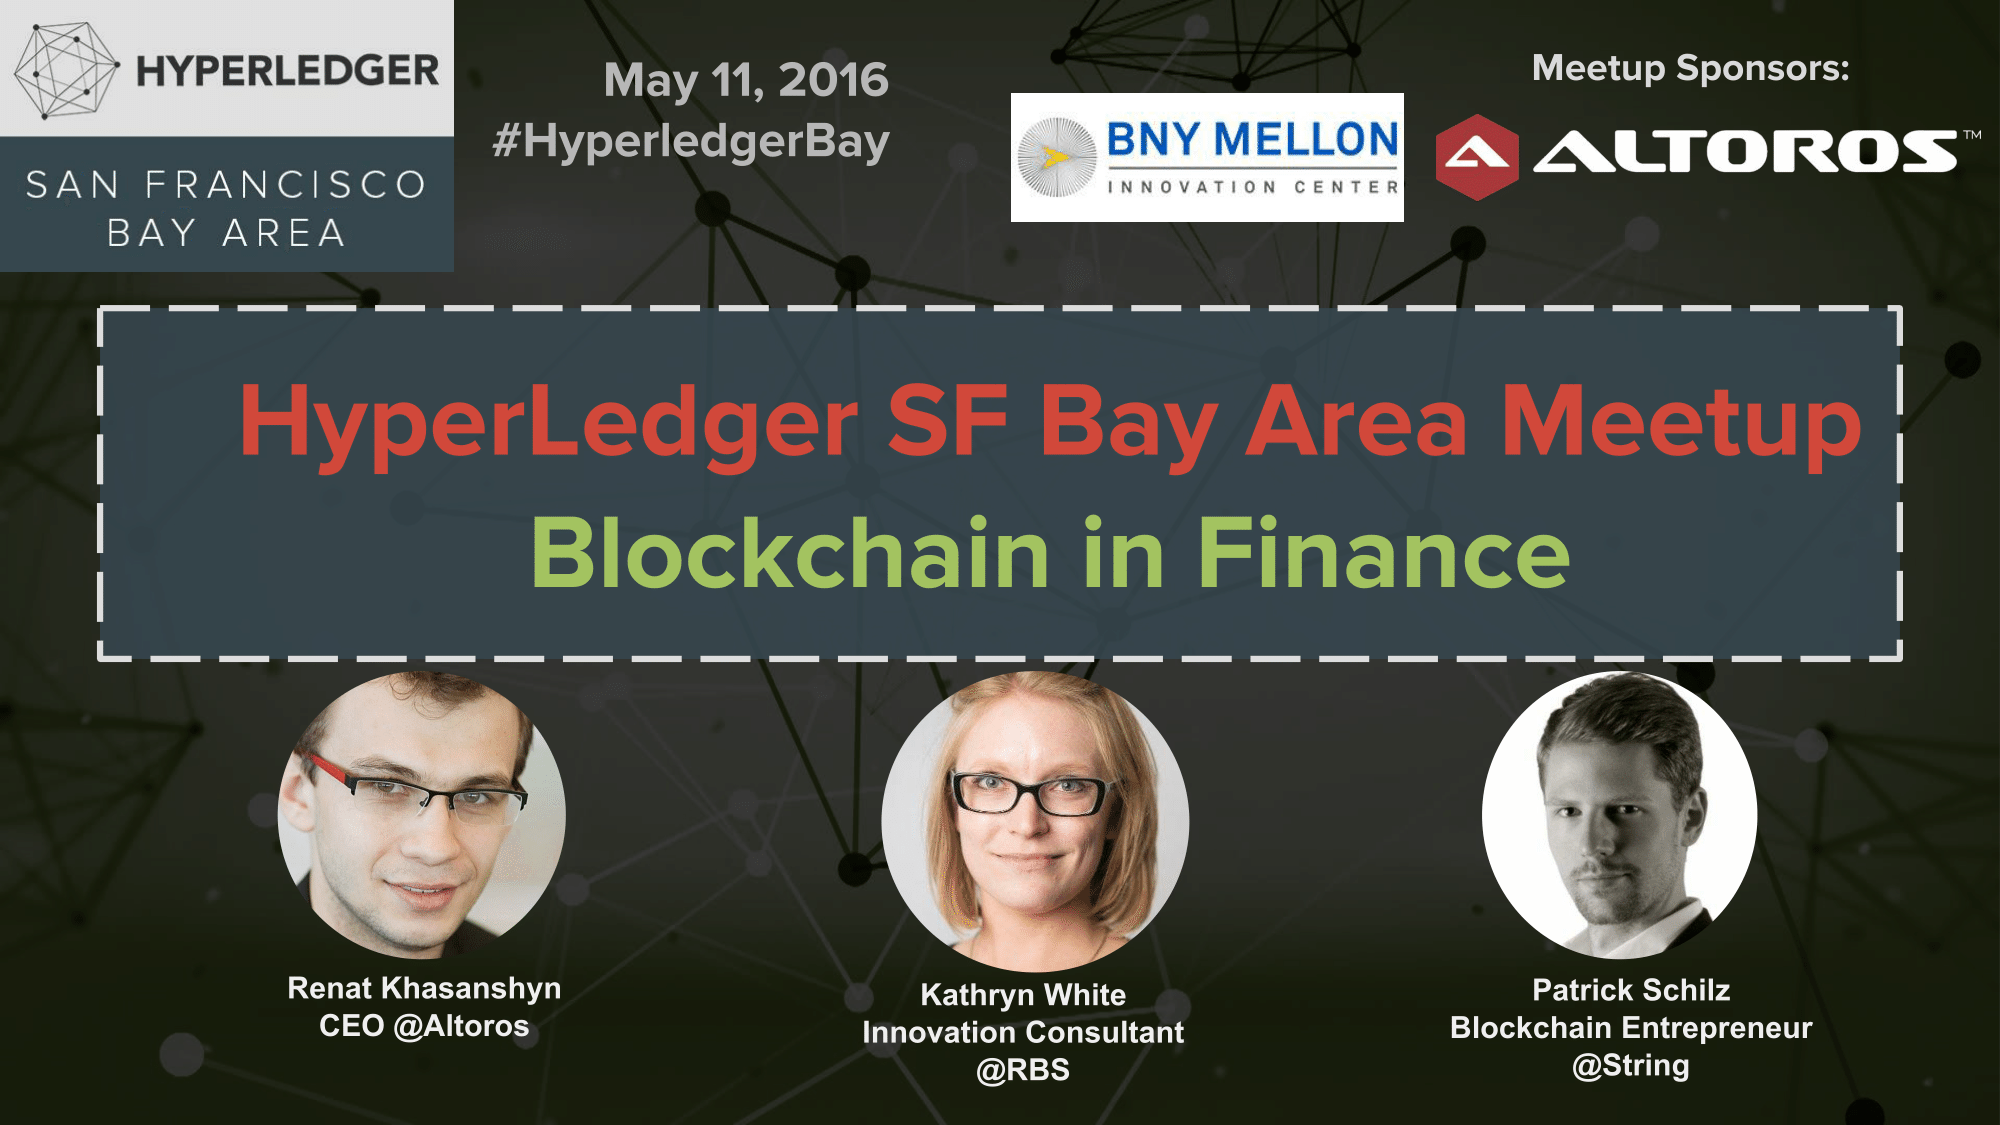 HYPERLEDGER
SAN FRANCISCO
BAY AREA
May 11, 2016
#HyperledgerBay
Meetup Sponsors:
BNY MELLON
INNOVATION CENTER
ALTOROS™
HyperLedger SF Bay Area Meetup
Blockchain in Finance
Renat Khasanshyn
CEO @Altoros
Kathryn White
Innovation Consultant
@RBS
Patrick Schilz
Blockchain Entrepreneur
@String